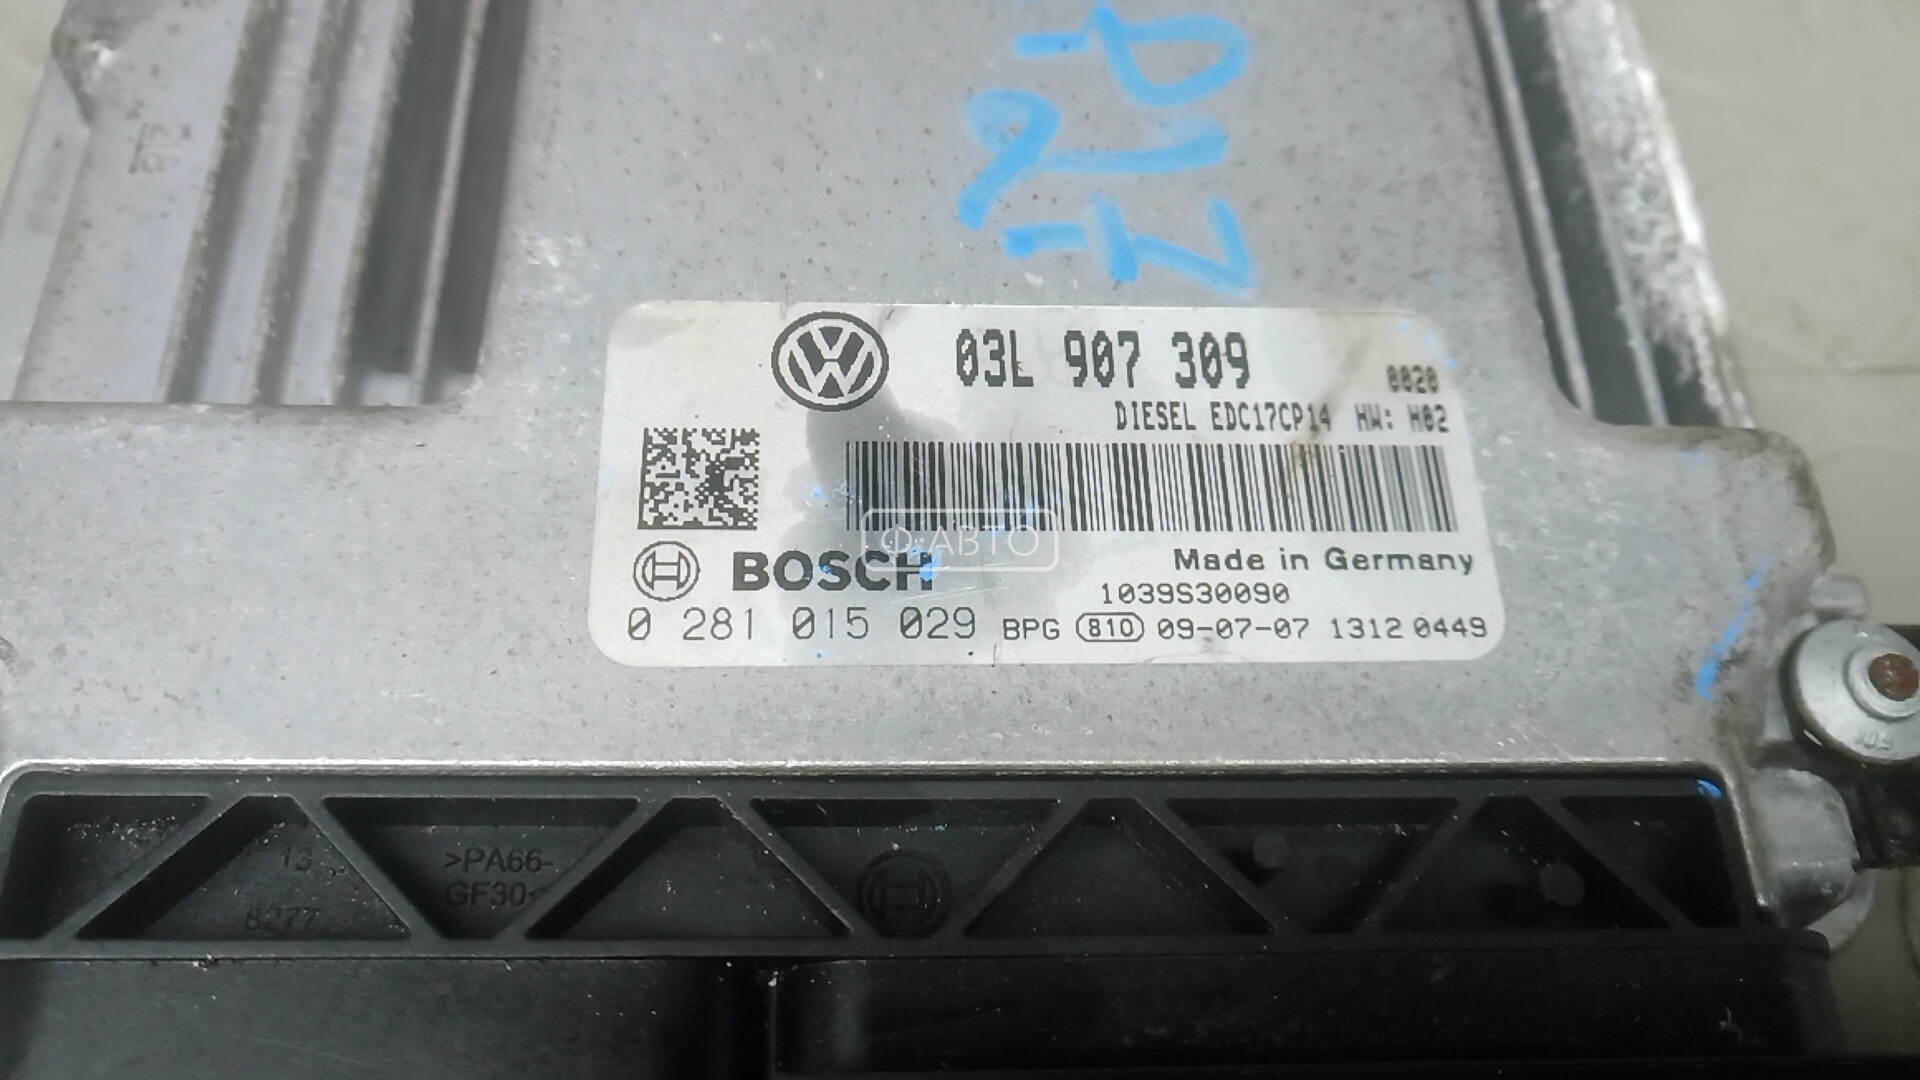 03L 907 309
0020
DIESEL EDC17CP14 HW: H02
Ф-АВТО
BOSCH
Made in Germany
1039S30090
0 281 015 029 BPG 810 09-07-07 1312 0449
13
>PA66-
GF30<
8277